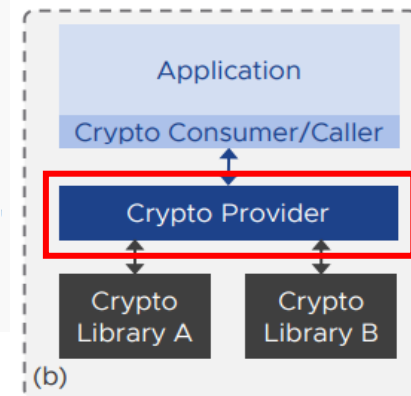 Application
Crypto Consumer/Caller
Crypto Provider
Crypto
Library A
Crypto
Library B
(b)